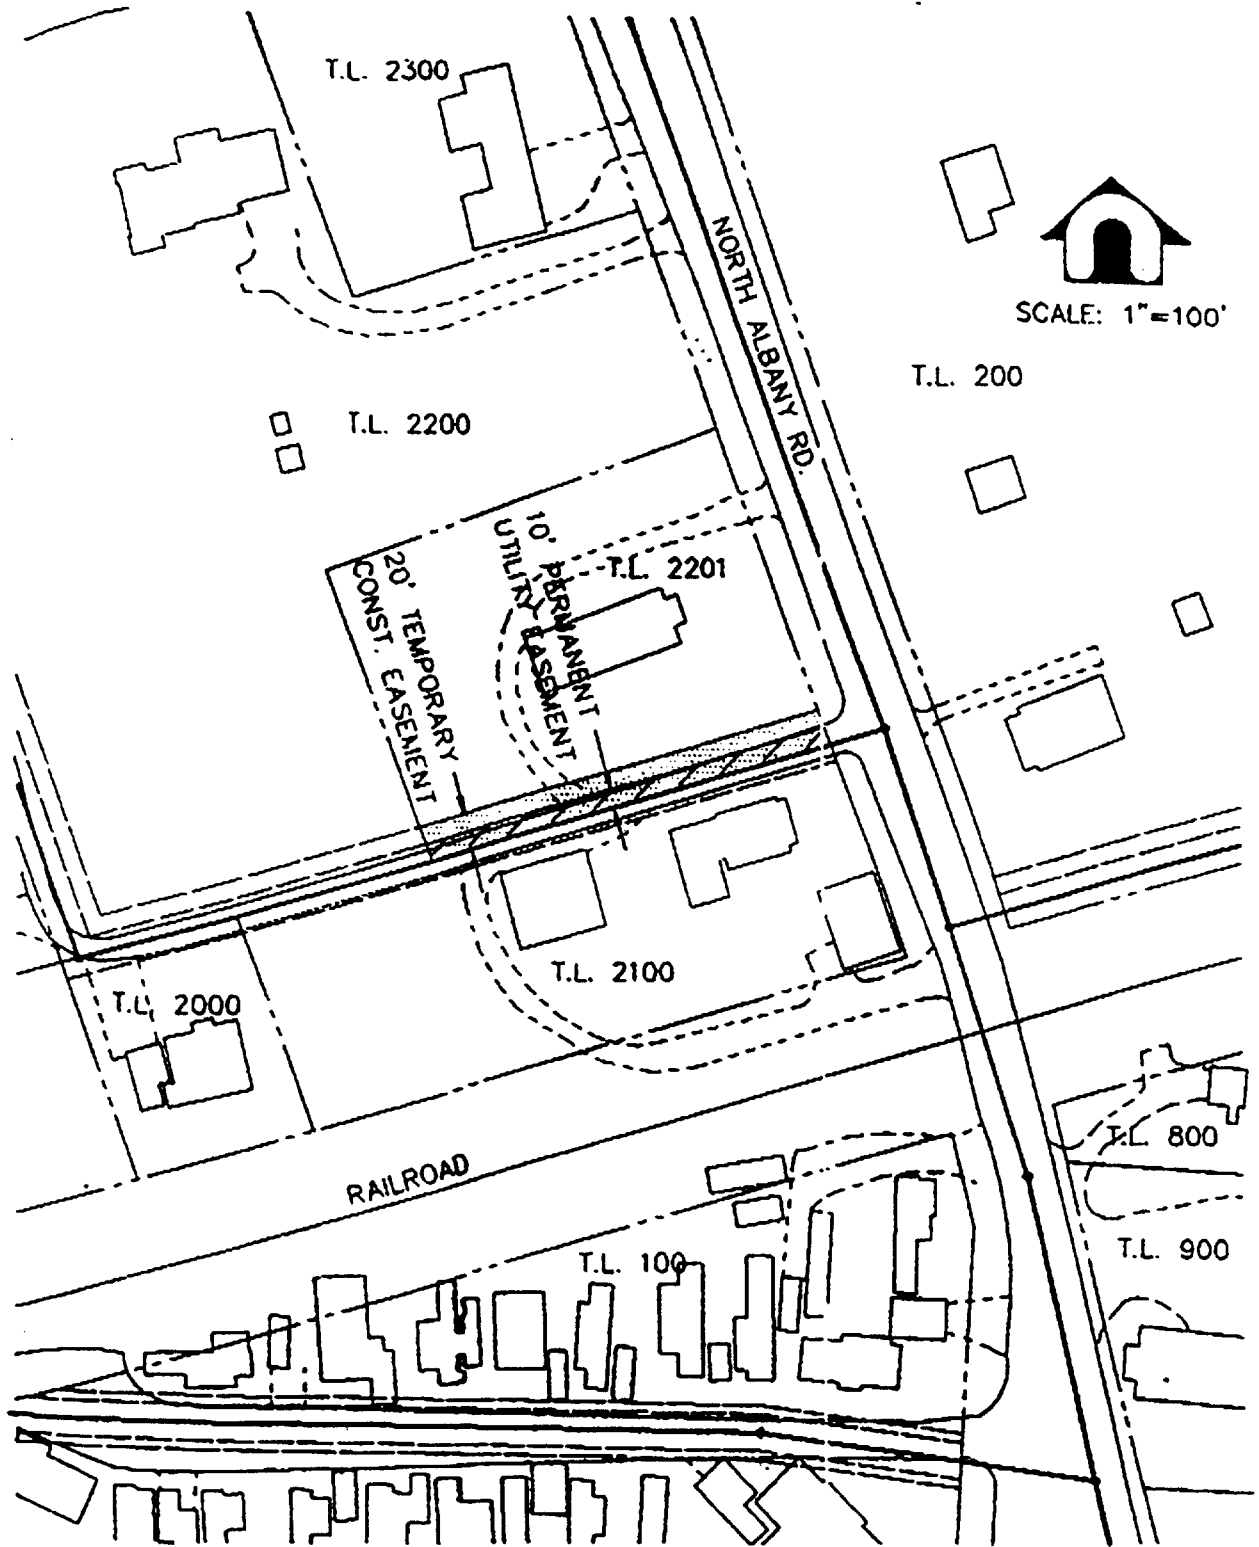 T.L. 2300
NORTH ALBANY RD.
SCALE: 1"=100'
T.L. 200
T.L. 2200
10' PERMANENT
UTILITY EASEMENT
T.L. 2201
20' TEMPORARY
CONST. EASEMENT
T.L. 2100
T.L. 2000
T.L. 800
RAILROAD
T.L. 900
T.L. 100